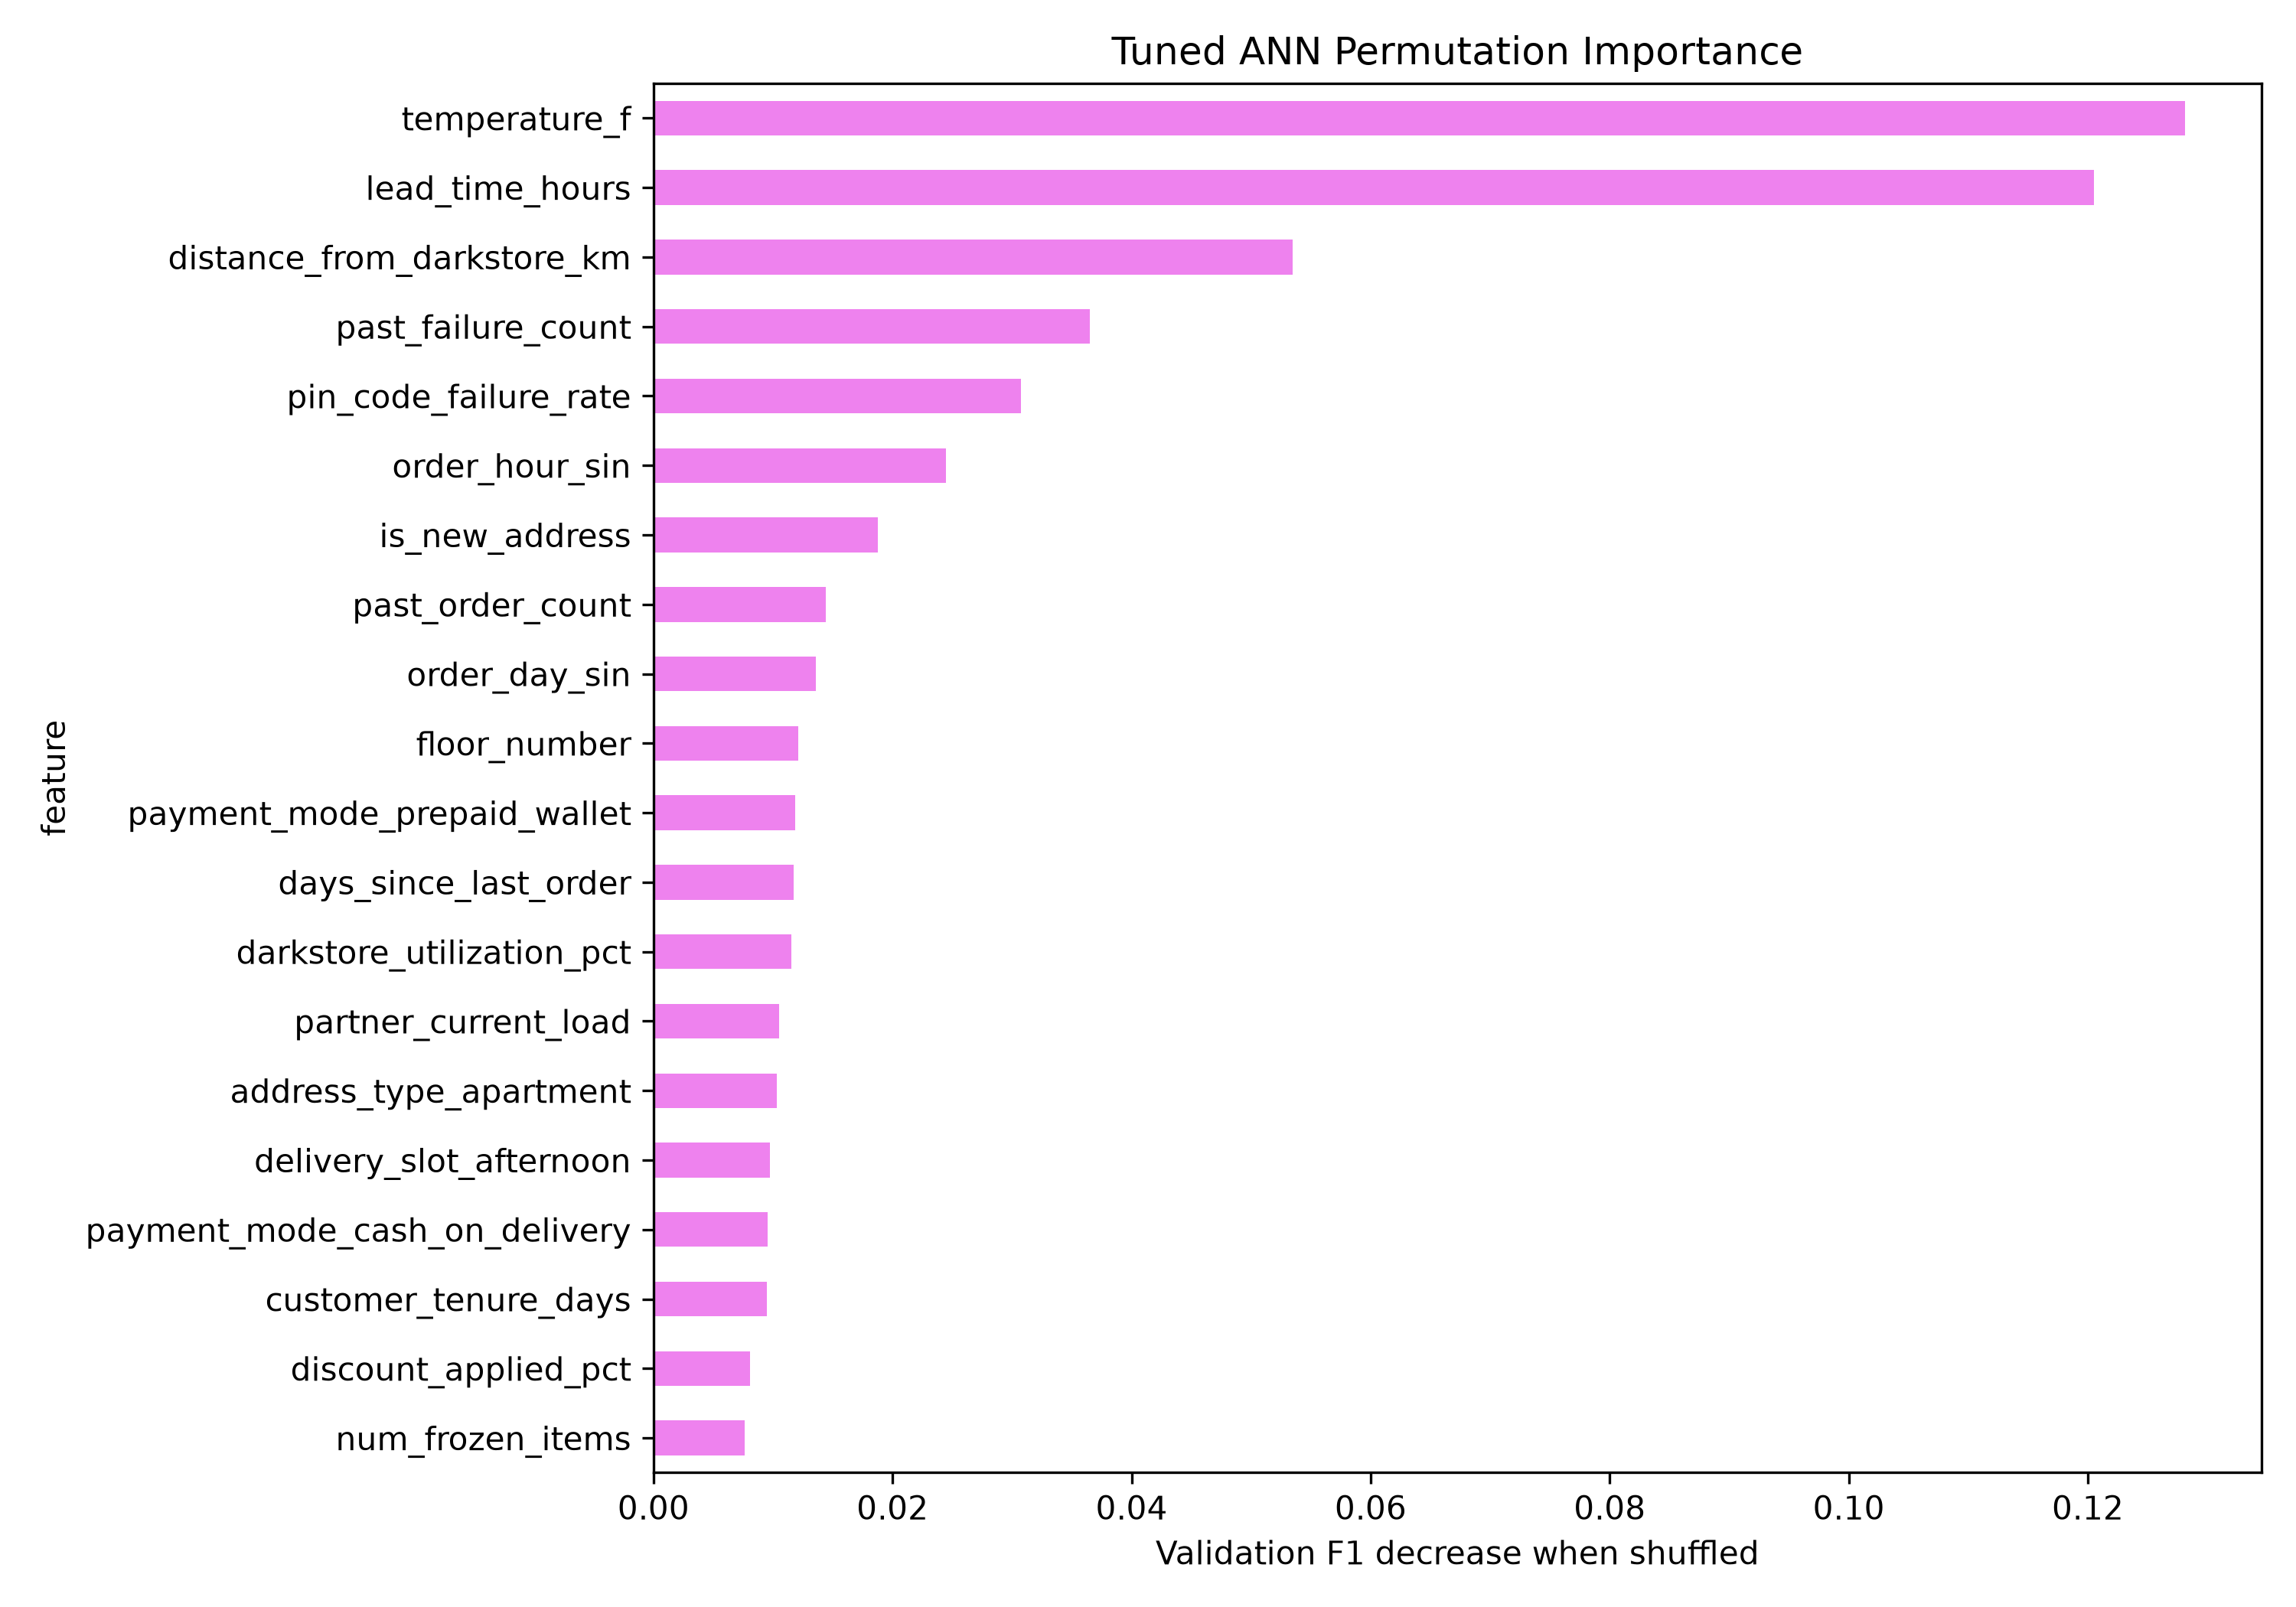 Tuned ANN Permutation Importance
temperature_f
lead_time_hours
distance_from_darkstore_km
past_failure_count
pin_code_failure_rate
order_hour_sin
is_new_address
past_order_count
order_day_sin
floor_number
payment_mode_prepaid_wallet
days_since_last_order
darkstore_utilization_pct
partner_current_load
address_type_apartment
delivery_slot_afternoon
payment_mode_cash_on_delivery
customer_tenure_days
discount_applied_pct
num_frozen_items
feature
0.00 0.02 0.04 0.06 0.08 0.10 0.12
Validation F1 decrease when shuffled